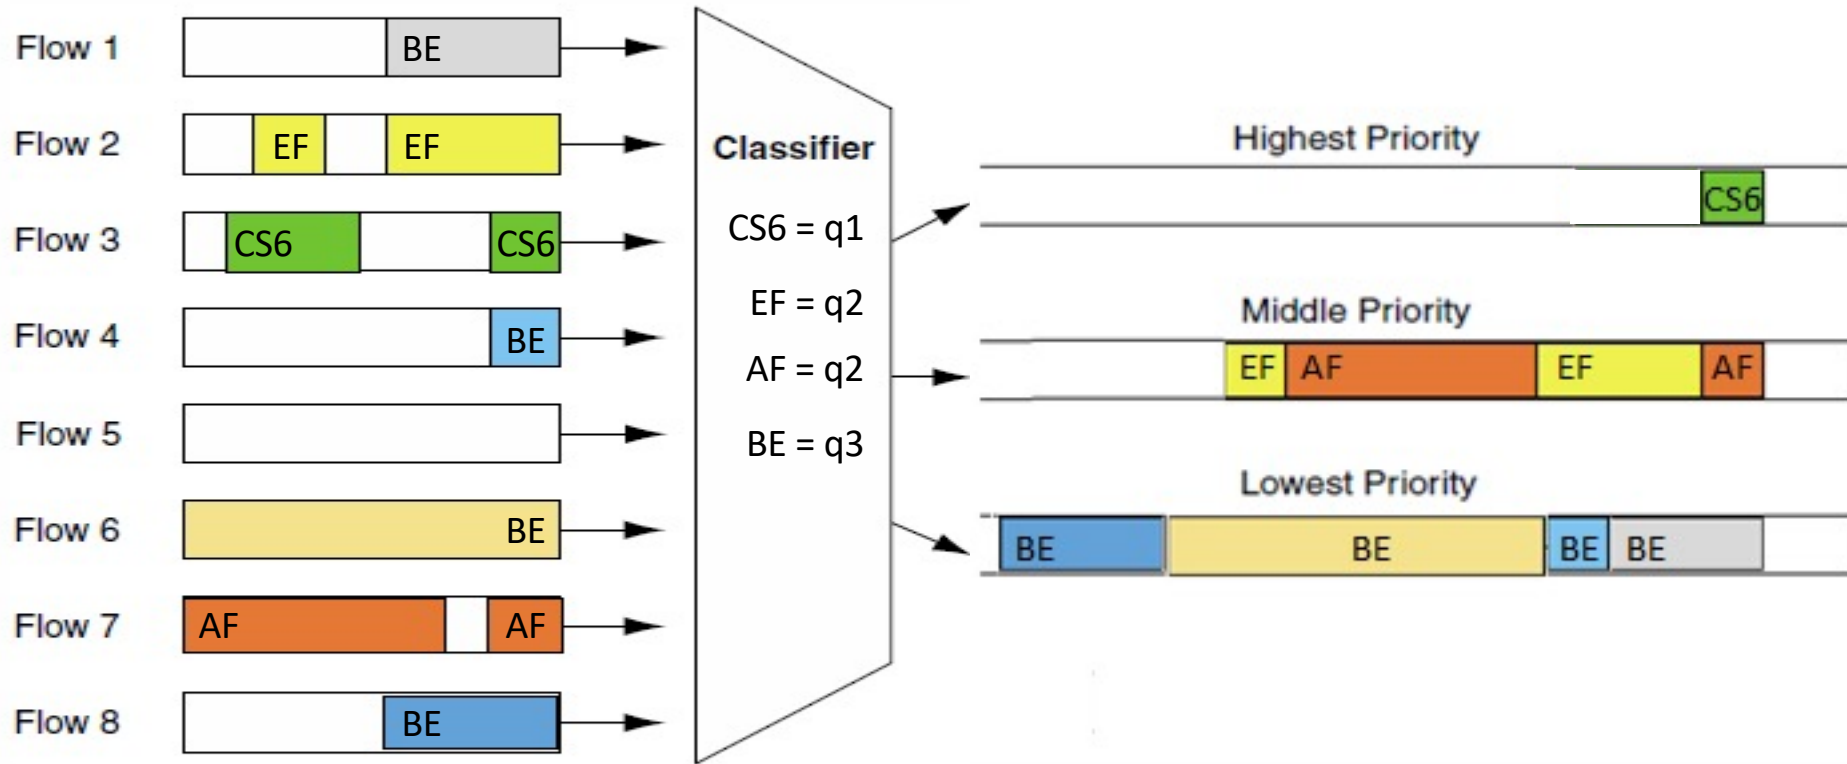 Flow 1
BE
Flow 2
EF
EF
Flow 3
CS6
CS6
Flow 4
BE
Flow 5
Flow 6
BE
Flow 7
AF
AF
Flow 8
BE
Classifier
CS6 = q1
EF = q2
AF = q2
BE = q3
Highest Priority
CS6
Middle Priority
EF
AF
EF
AF
Lowest Priority
BE
BE
BE
BE